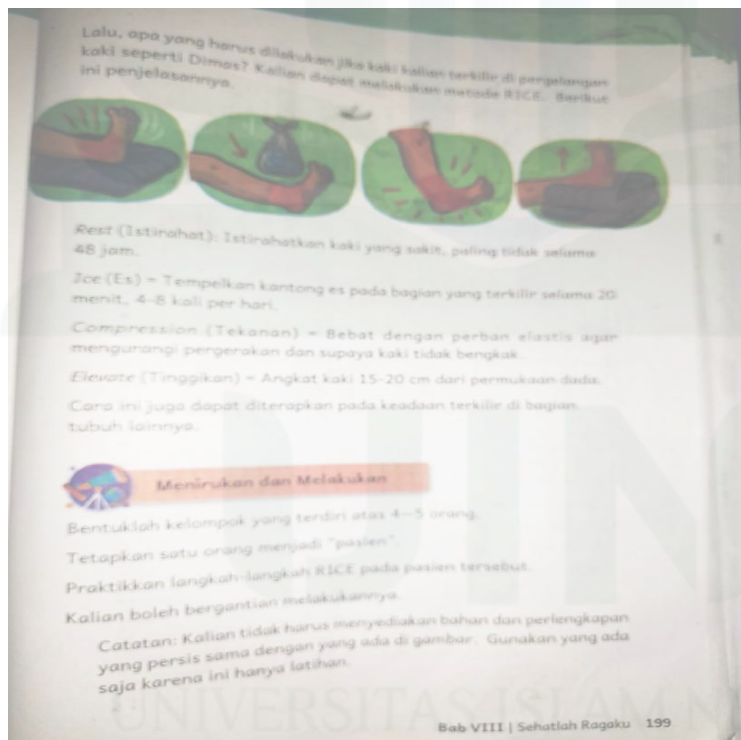 Lalu, apa yang harus dilakukan jika kaki kalian terkilir di pergelangan
kaki seperti Dimas? Kalian dapat melakukan metode RICE. Berikut
ini penjelasannya.
Rest (Istirahat): Istirahatkan kaki yang sakit, paling tidak selama
48 jam.
Ice (Es) – Tempelkan kantong es pada bagian yang terkilir selama 20
menit, 4–8 kali per hari.
Compression (Tekanan) – Bebat dengan perban elastis agar
mengurangi pergerakan dan supaya kaki tidak bengkak.
Elevate (Tinggikan) – Angkat kaki 15-20 cm dari permukaan dada.
Cara ini juga dapat diterapkan pada keadaan terkilir di bagian
tubuh lainnya.
Menirukan dan Melakukan
Bentuklah kelompok yang terdiri atas 4–5 orang.
Tetapkan satu orang menjadi "pasien".
Praktikkan langkah-langkah RICE pada pasien tersebut.
Kalian boleh bergantian melakukannya.
Catatan: Kalian tidak harus menyediakan bahan dan perlengkapan
yang persis sama dengan yang ada di gambar. Gunakan yang ada
saja karena ini hanya latihan.
UIN
UNIVERSITAS ISLAM N
Bab VIII | Sehatlah Ragaku 199